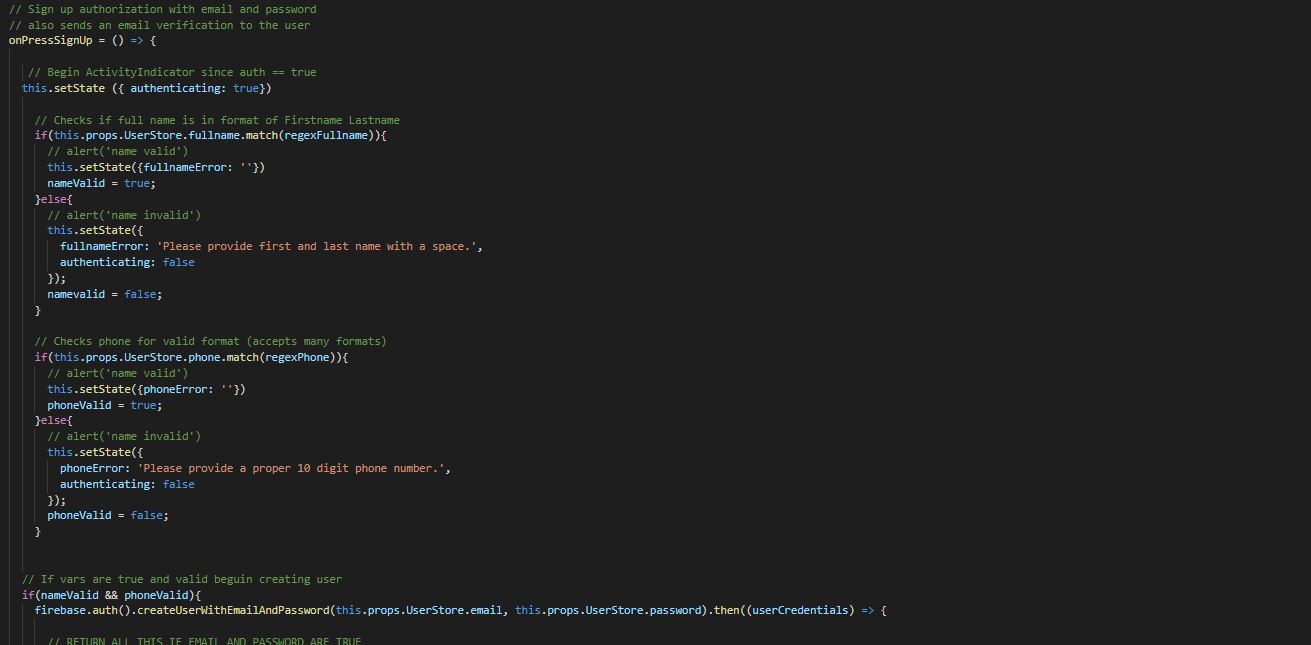 // Sign up authorization with email and password
// also sends an email verification to the user
onPressSignUp = () => {
// Begin ActivityIndicator since auth == true
this.setState ({ authenticating: true})
// Checks if full name is in format of Firstname Lastname
if(this.props.UserStore.fullname.match(regexFullname)){
// alert('name valid')
this.setState({fullnameError: ''})
nameValid = true;
}else{
// alert('name invalid')
this.setState({
fullnameError: 'Please provide first and last name with a space.',
authenticating: false
});
namevalid = false;
}
// Checks phone for valid format (accepts many formats)
if(this.props.UserStore.phone.match(regexPhone)){
// alert('name valid')
this.setState({phoneError: ''})
phoneValid = true;
}else{
// alert('name invalid')
this.setState({
phoneError: 'Please provide a proper 10 digit phone number.',
authenticating: false
});
phoneValid = false;
}
// If vars are true and valid beguin creating user
if(nameValid && phoneValid){
firebase.auth().createUserWithEmailAndPassword(this.props.UserStore.email, this.props.UserStore.password).then((userCredentials) => {
// RETURN ALL THIS IF EMAIL AND PASSWORD ARE TRUE